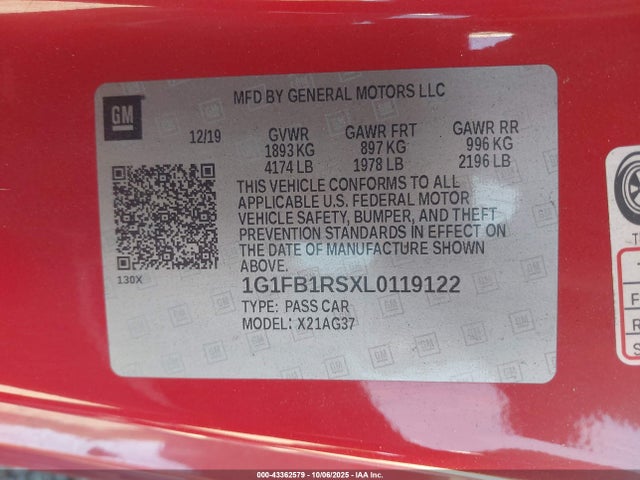 GM
MFD BY GENERAL MOTORS LLC
12/19 GVWR GAWR FRT GAWR RR
1893 KG 897 KG 996 KG
4174 LB 1978 LB 2196 LB
THIS VEHICLE CONFORMS TO ALL
APPLICABLE U.S. FEDERAL MOTOR
VEHICLE SAFETY, BUMPER, AND THEFT
PREVENTION STANDARDS IN EFFECT ON
THE DATE OF MANUFACTURE SHOWN
ABOVE.
130X
1G1FB1RSXL0119122
TYPE: PASS CAR
MODEL: X21AG37
000-43362579 | 10/06/2025 - IAA Inc.